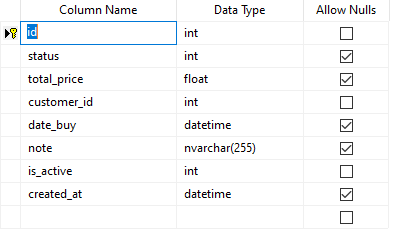 Column Name Data Type Allow Nulls
id int
status int
total_price float
customer_id int
date_buy datetime
note nvarchar(255)
is_active int
created_at datetime